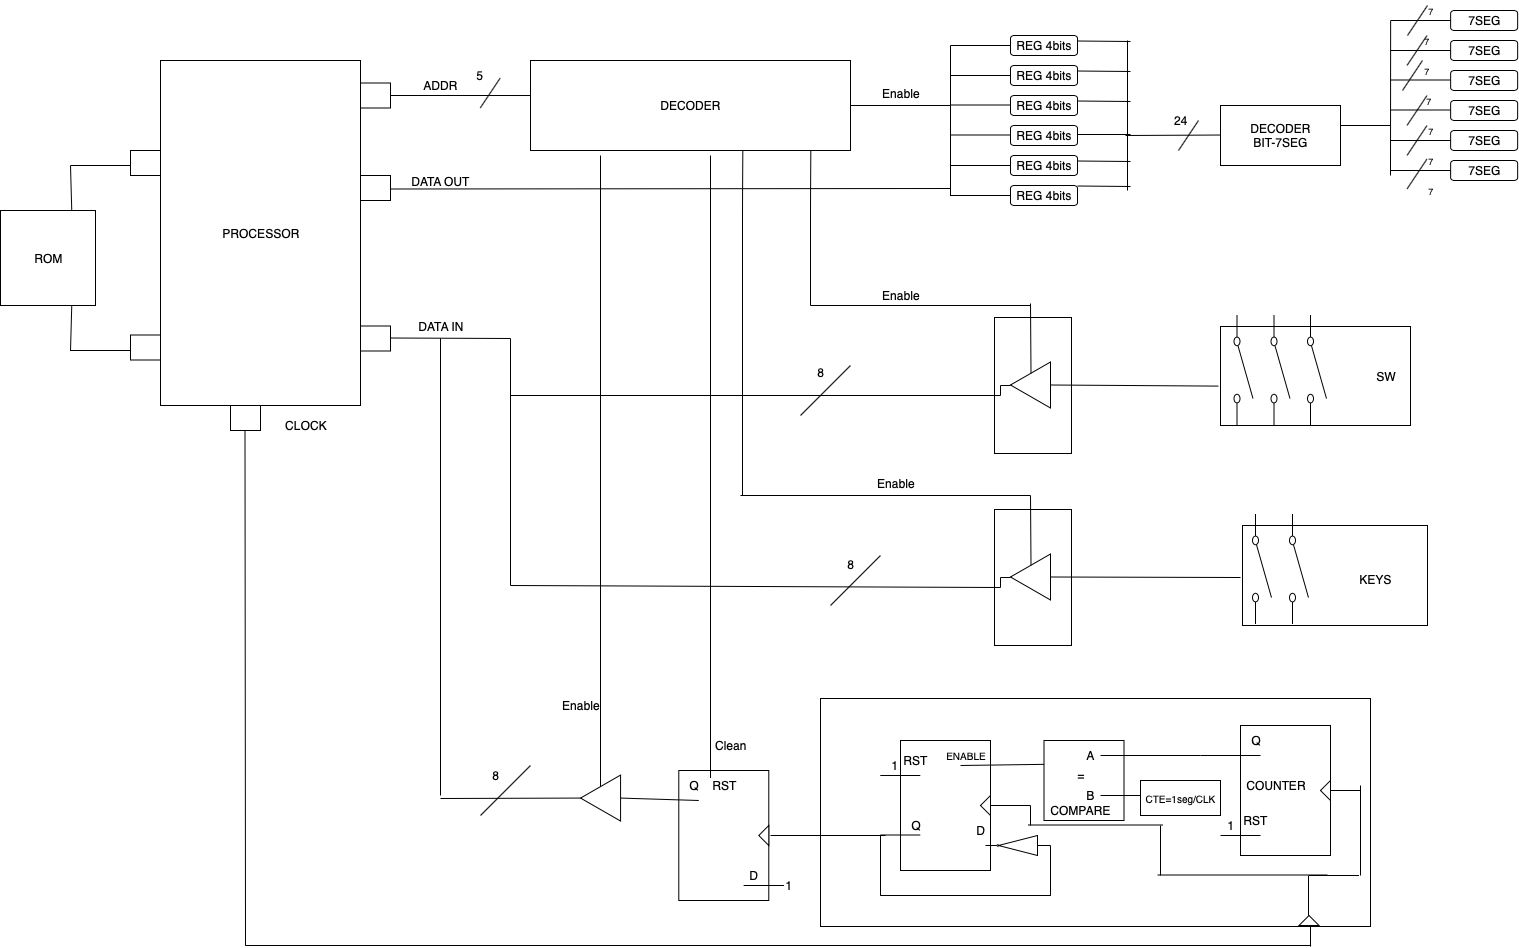 7
7SEG
7
7SEG
7
7SEG
7
7SEG
7
7SEG
7
7SEG
7
REG 4bits
REG 4bits
REG 4bits
REG 4bits
REG 4bits
REG 4bits
ADDR
5
DECODER
Enable
24
DECODER
BIT-7SEG
DATA OUT
PROCESSOR
ROM
DATA IN
Enable
8
SW
CLOCK
Enable
8
KEYS
Enable
Clean
8
Q
RST
D
1
1
RST
ENABLE
Q
D
A
=
B
COMPARE
CTE=1seg/CLK
Q
COUNTER
1
RST